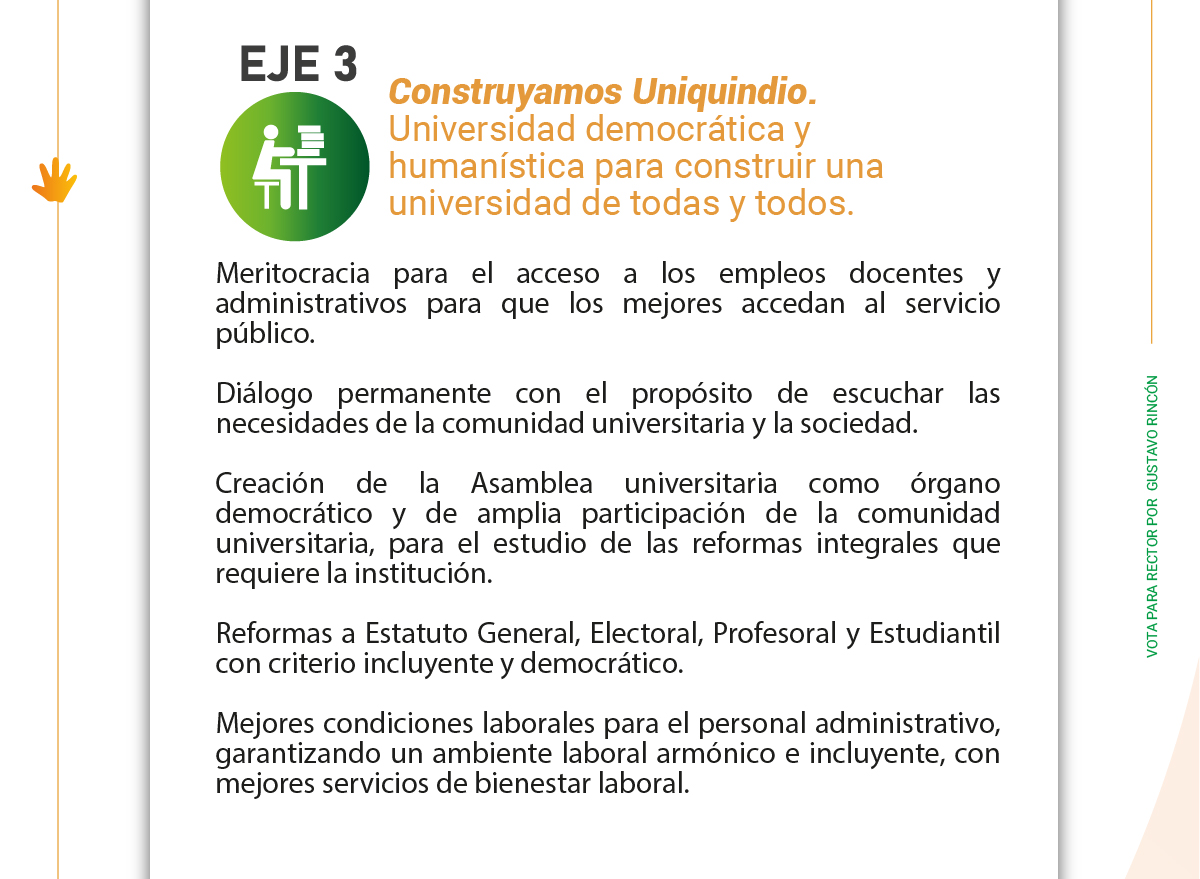 EJE 3
Construyamos Uniquindio.
Universidad democrática y
humanística para construir una
universidad de todas y todos.
Meritocracia para el acceso a los empleos docentes y
administrativos para que los mejores accedan al servicio
público.
Diálogo permanente con el propósito de escuchar las
necesidades de la comunidad universitaria y la sociedad.
Creación de la Asamblea universitaria como órgano
democrático y de amplia participación de la comunidad
universitaria, para el estudio de las reformas integrales que
requiere la institución.
Reformas a Estatuto General, Electoral, Profesoral y Estudiantil
con criterio incluyente y democrático.
Mejores condiciones laborales para el personal administrativo,
garantizando un ambiente laboral armónico e incluyente, con
mejores servicios de bienestar laboral.
VOTA PARA RECTOR POR GUSTAVO RINCÓN